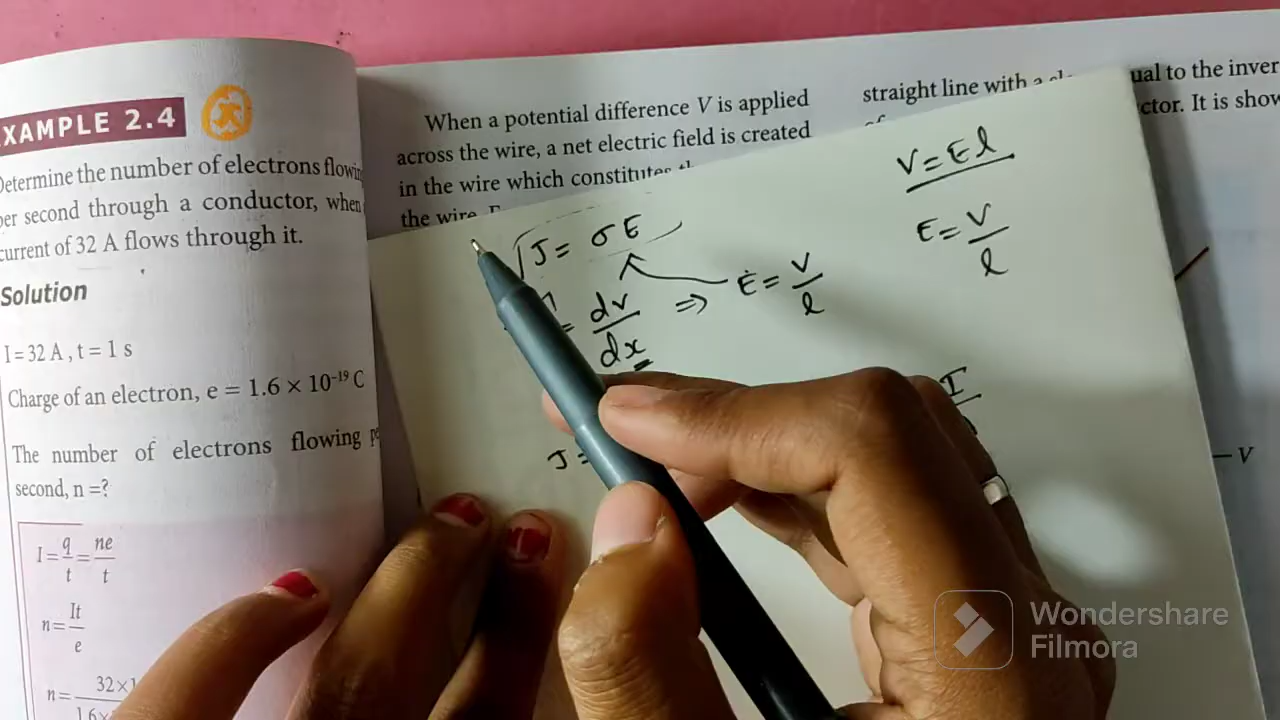 EXAMPLE 2.4
Determine the number of electrons flowing
per second through a conductor, when
current of 32 A flows through it.
Solution
I = 32 A , t = 1 s
Charge of an electron, e = 1.6 × 10⁻¹⁹ C
The number of electrons flowing
second, n =?
I = q/t = ne/t
n = It/e
n =
When a potential difference V is applied
across the wire, a net electric field is created
in the wire which constitutes
the wire.
straight line with a
ual to the inver
ctor. It is show
V = El
E = V/l
J = σE
= dv/dx ⇒ E = V/l
J =
I
V
Wondershare
Filmora